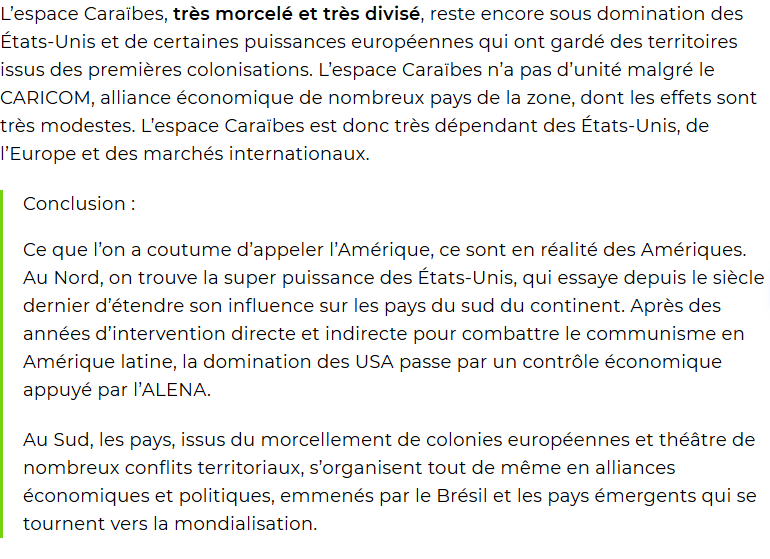 L’espace Caraïbes, très morcelé et très divisé, reste encore sous domination des
États-Unis et de certaines puissances européennes qui ont gardé des territoires
issus des premières colonisations. L’espace Caraïbes n’a pas d’unité malgré le
CARICOM, alliance économique de nombreux pays de la zone, dont les effets sont
très modestes. L’espace Caraïbes est donc très dépendant des États-Unis, de
l’Europe et des marchés internationaux.
Conclusion :
Ce que l’on a coutume d’appeler l’Amérique, ce sont en réalité des Amériques.
Au Nord, on trouve la super puissance des États-Unis, qui essaye depuis le siècle
dernier d’étendre son influence sur les pays du sud du continent. Après des
années d’intervention directe et indirecte pour combattre le communisme en
Amérique latine, la domination des USA passe par un contrôle économique
appuyé par l’ALENA.
Au Sud, les pays, issus du morcellement de colonies européennes et théâtre de
nombreux conflits territoriaux, s’organisent tout de même en alliances
économiques et politiques, emmenés par le Brésil et les pays émergents qui se
tournent vers la mondialisation.